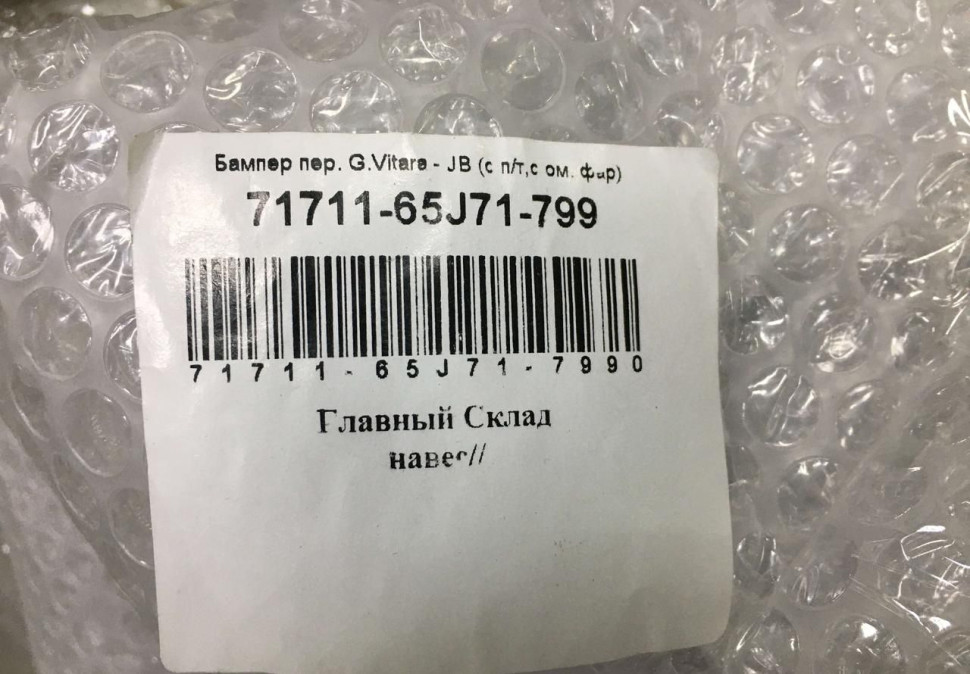 Бампер пер. G.Vitara - JB (с п/т,с ом. фар)
71711-65J71-799
71711-65J71-7990
Главный Склад
навес//